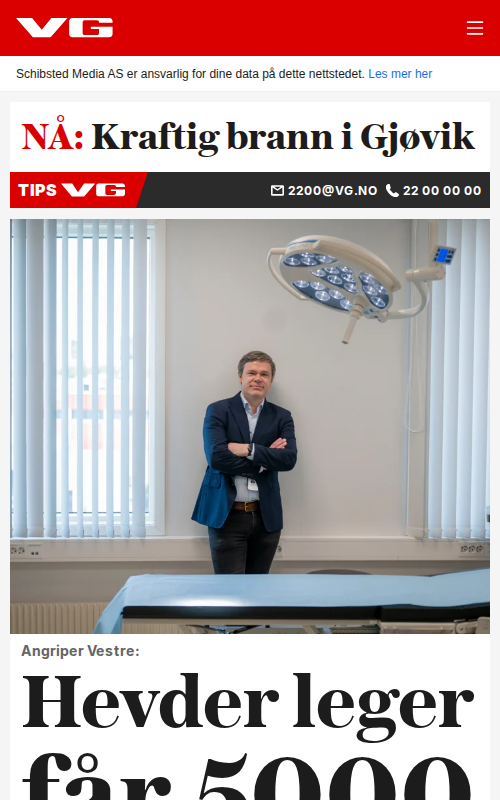 VG
Schibsted Media AS er ansvarlig for dine data på dette nettstedet. Les mer her
NÅ: Kraftig brann i Gjøvik
TIPS VG 2200@VG.NO 22 00 00 00
Angriper Vestre:
Hevder leger
får 5000